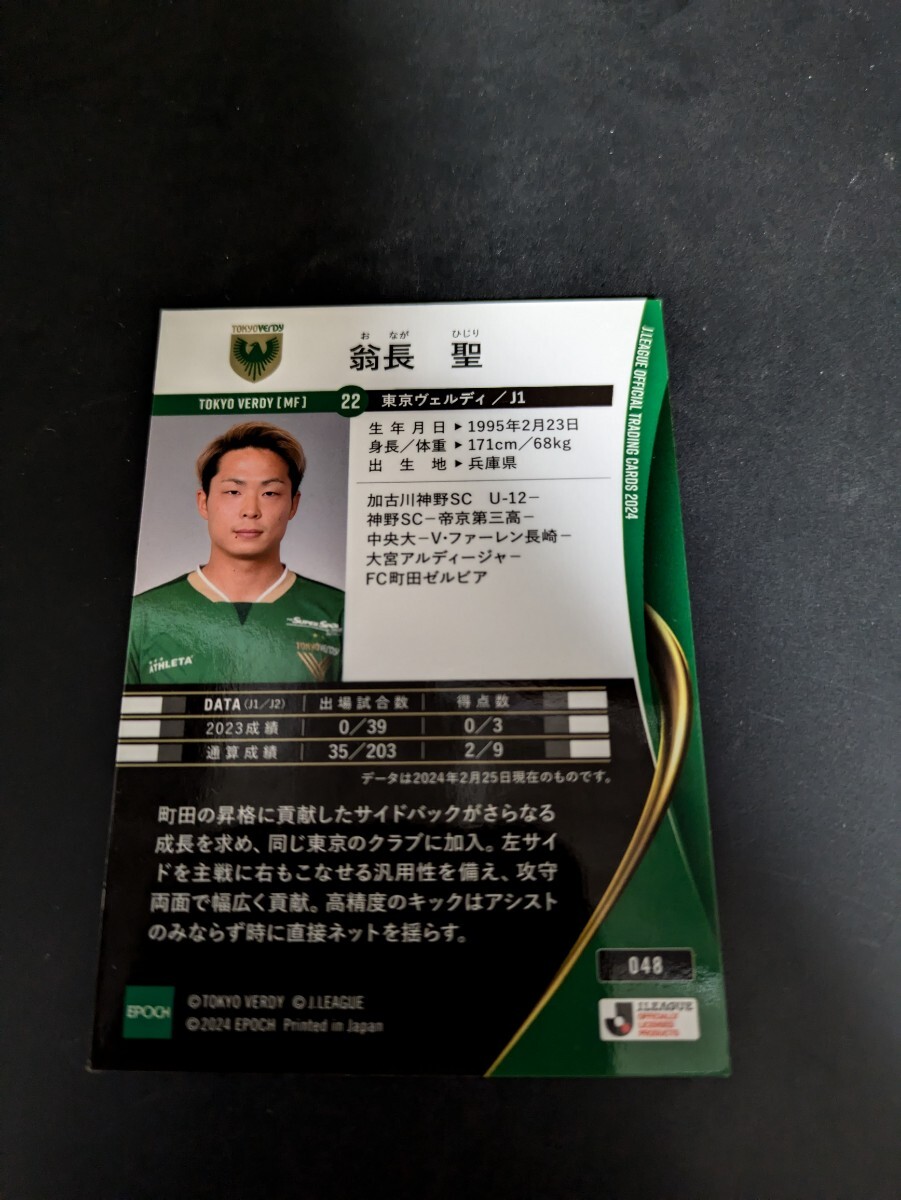 TOKYO VERDY
お なが ひじり
翁長 聖
TOKYO VERDY [MF] 22 東京ヴェルディ／J1
生年月日▶1995年2月23日
身長／体重▶171cm／68kg
出生地▶兵庫県
加古川神野SC U-12－
神野SC－帝京第三高－
中央大－V・ファーレン長崎－
大宮アルディージャ－
FC町田ゼルビア
J.LEAGUE OFFICIAL TRADING CARDS 2024
ATHLETA
DATA (J1／J2) 出場試合数 得点数
2023成績 0／39 0／3
通算成績 35／203 2／9
データは2024年2月25日現在のものです。
町田の昇格に貢献したサイドバックがさらなる
成長を求め、同じ東京のクラブに加入。左サイ
ドを主戦に右もこなせる汎用性を備え、攻守
両面で幅広く貢献。高精度のキックはアシスト
のみならず時に直接ネットを揺らす。
048
EPOCH
©TOKYO VERDY ©J.LEAGUE
©2024 EPOCH Printed in Japan
J.LEAGUE
OFFICIALLY
LICENSED
PRODUCTS